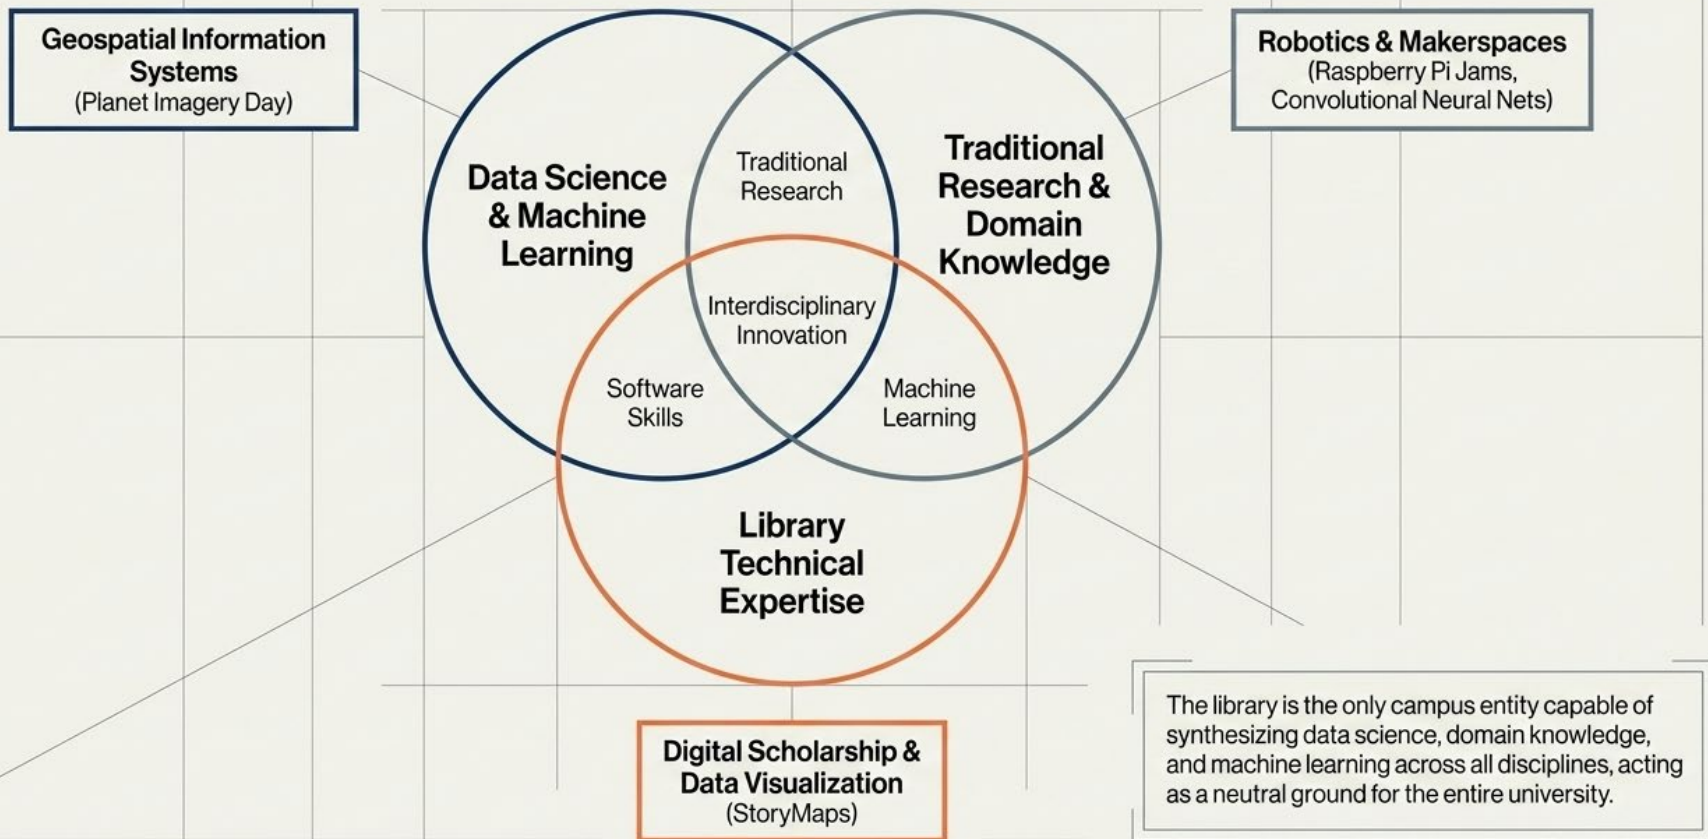 Geospatial Information
Systems
(Planet Imagery Day)
Robotics & Makerspaces
(Raspberry Pi Jams,
Convolutional Neural Nets)
Data Science
& Machine
Learning
Traditional
Research
Traditional
Research &
Domain
Knowledge
Interdisciplinary
Innovation
Software
Skills
Machine
Learning
Library
Technical
Expertise
Digital Scholarship &
Data Visualization
(StoryMaps)
The library is the only campus entity capable of
synthesizing data science, domain knowledge,
and machine learning across all disciplines, acting
as a neutral ground for the entire university.